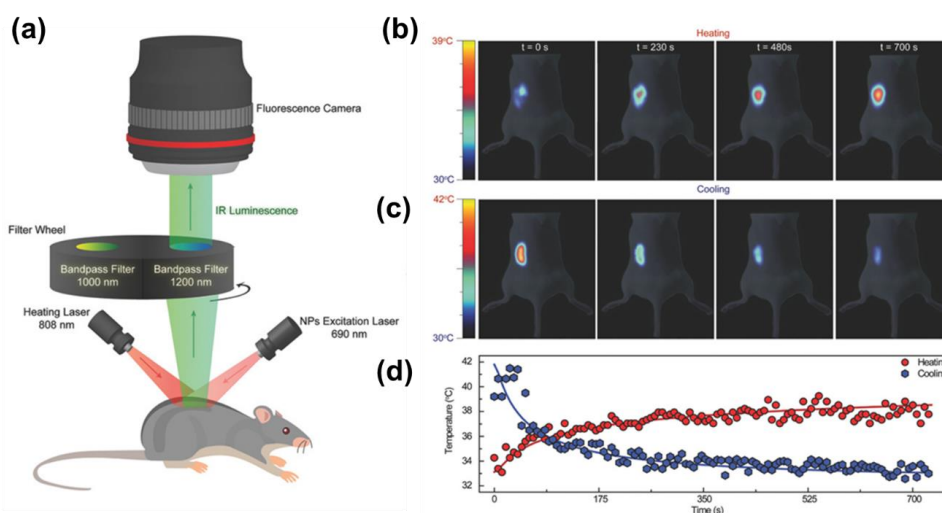 (a)
Fluorescence Camera
IR Luminescence
Filter Wheel
Bandpass Filter
1000 nm
Bandpass Filter
1200 nm
Heating Laser
808 nm
NPs Excitation Laser
690 nm
(b)
Heating
39°C
30°C
t = 0 s
t = 230 s
t = 480s
t = 700 s
(c)
Cooling
42°C
30°C
(d)
Heating
Cooling
Temperature (°C)
42
40
38
36
34
32
0
175
350
525
700
Time (s)